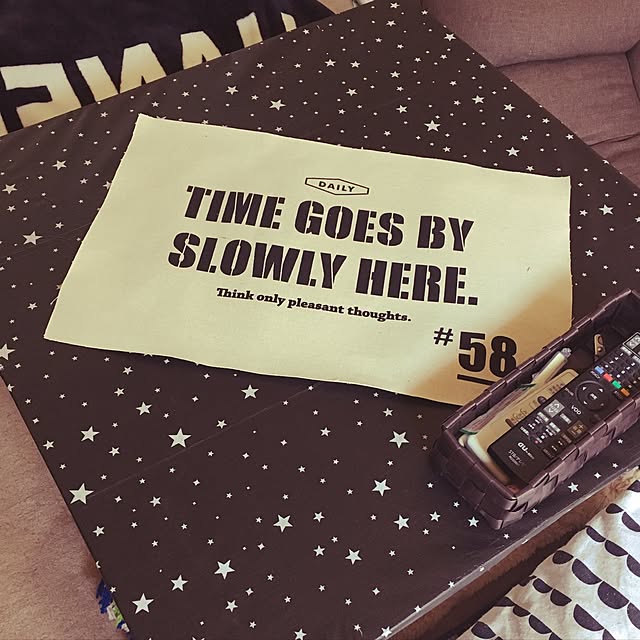 DAILY
TIME GOES BY
SLOWLY HERE.
Think only pleasant thoughts.
#58